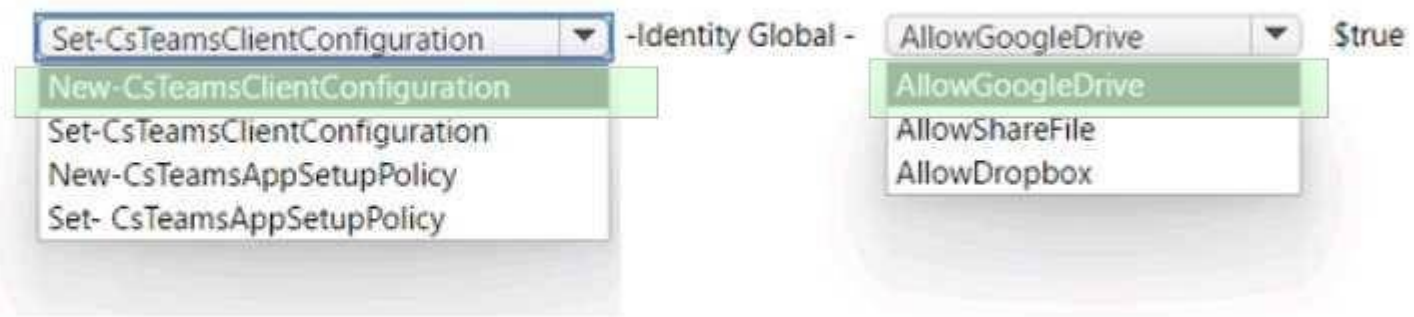 Set-CsTeamsClientConfiguration -Identity Global - AllowGoogleDrive $true
New-CsTeamsClientConfiguration
Set-CsTeamsClientConfiguration
New-CsTeamsAppSetupPolicy
Set- CsTeamsAppSetupPolicy
AllowGoogleDrive
AllowShareFile
AllowDropbox